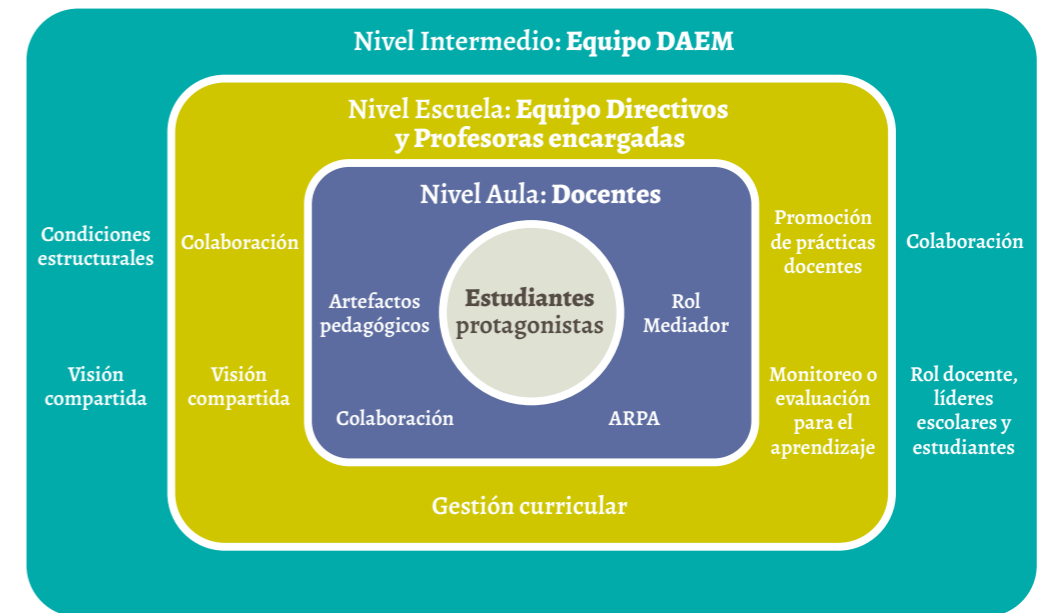 Nivel Intermedio: Equipo DAEM
Nivel Escuela: Equipo Directivos
y Profesoras encargadas
Nivel Aula: Docentes
Condiciones
estructurales
Visión
compartida
Colaboración
Visión
compartida
Artefactos
pedagógicos
Colaboración
Estudiantes
protagonistas
Rol
Mediador
ARPA
Promoción
de prácticas
docentes
Monitoreo o
evaluación
para el
aprendizaje
Colaboración
Rol docente,
líderes
escolares y
estudiantes
Gestión curricular